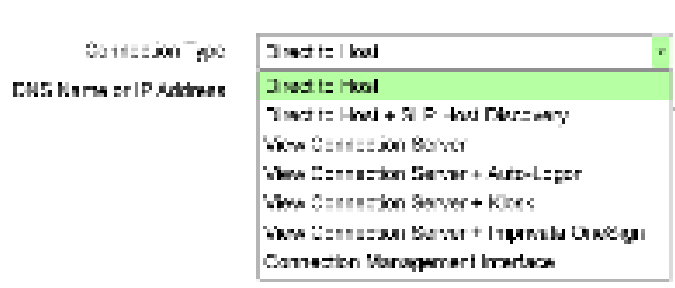 Connection Type
Direct to Host
DNS Name or IP Address
Direct to Host
Direct to Host + SLP Host Discovery
View Connection Server
View Connection Server + Auto-Logon
View Connection Server + Kiosk
View Connection Server + Imprivata OneSign
Connection Management Interface